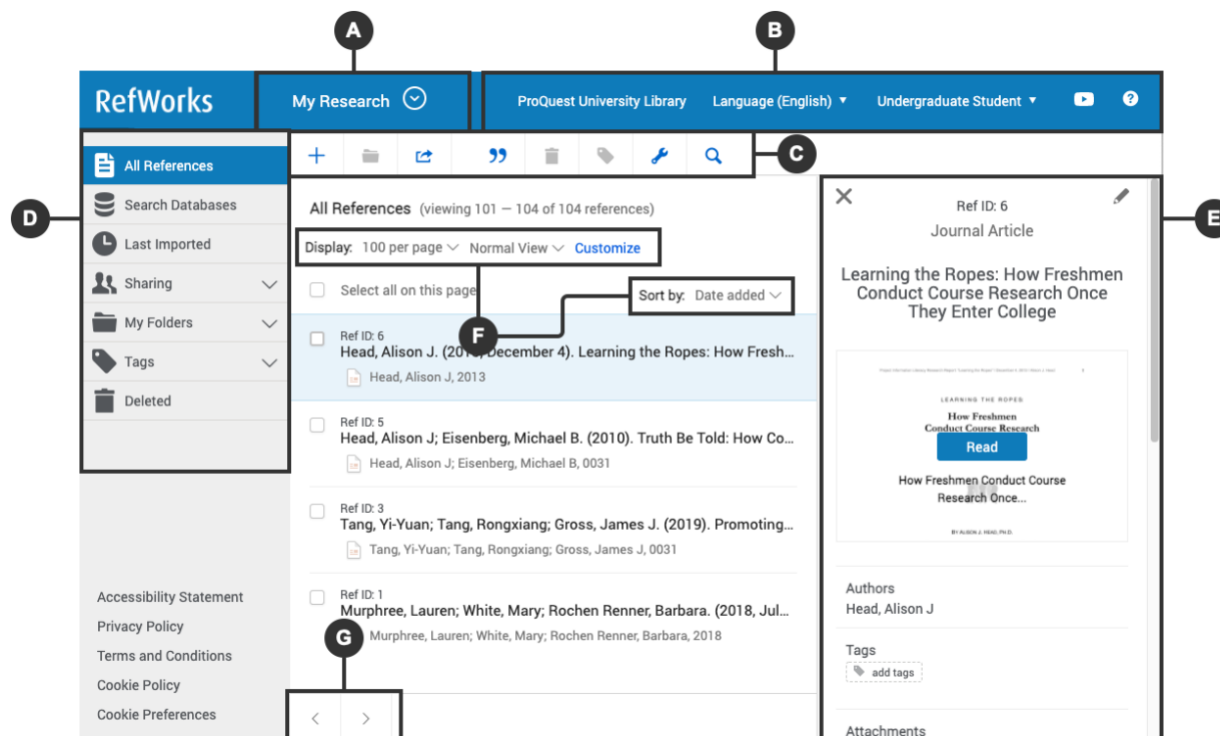 A
B
RefWorks
My Research
ProQuest University Library Language (English) Undergraduate Student ?
C
D
All References
Search Databases
Last Imported
Sharing
My Folders
Tags
Deleted
Accessibility Statement
Privacy Policy
Terms and Conditions
Cookie Policy
Cookie Preferences
All References (viewing 101 — 104 of 104 references)
Display: 100 per page Normal View Customize
Select all on this page
Sort by: Date added
F
Ref ID: 6
Head, Alison J. (201 December 4). Learning the Ropes: How Fresh...
Head, Alison J, 2013
Ref ID: 5
Head, Alison J; Eisenberg, Michael B. (2010). Truth Be Told: How Co...
Head, Alison J; Eisenberg, Michael B, 0031
Ref ID: 3
Tang, Yi-Yuan; Tang, Rongxiang; Gross, James J. (2019). Promoting...
Tang, Yi-Yuan; Tang, Rongxiang; Gross, James J, 0031
Ref ID: 1
Murphree, Lauren; White, Mary; Rochen Renner, Barbara. (2018, Jul...
Murphree, Lauren; White, Mary; Rochen Renner, Barbara, 2018
G
E
Ref ID: 6
Journal Article
Learning the Ropes: How Freshmen
Conduct Course Research Once
They Enter College
LEARNING THE ROPES:
How Freshmen
Conduct Course Research
Read
How Freshmen Conduct Course
Research Once...
BY ALISON J. HEAD, PH.D.
Authors
Head, Alison J
Tags
add tags
Attachments